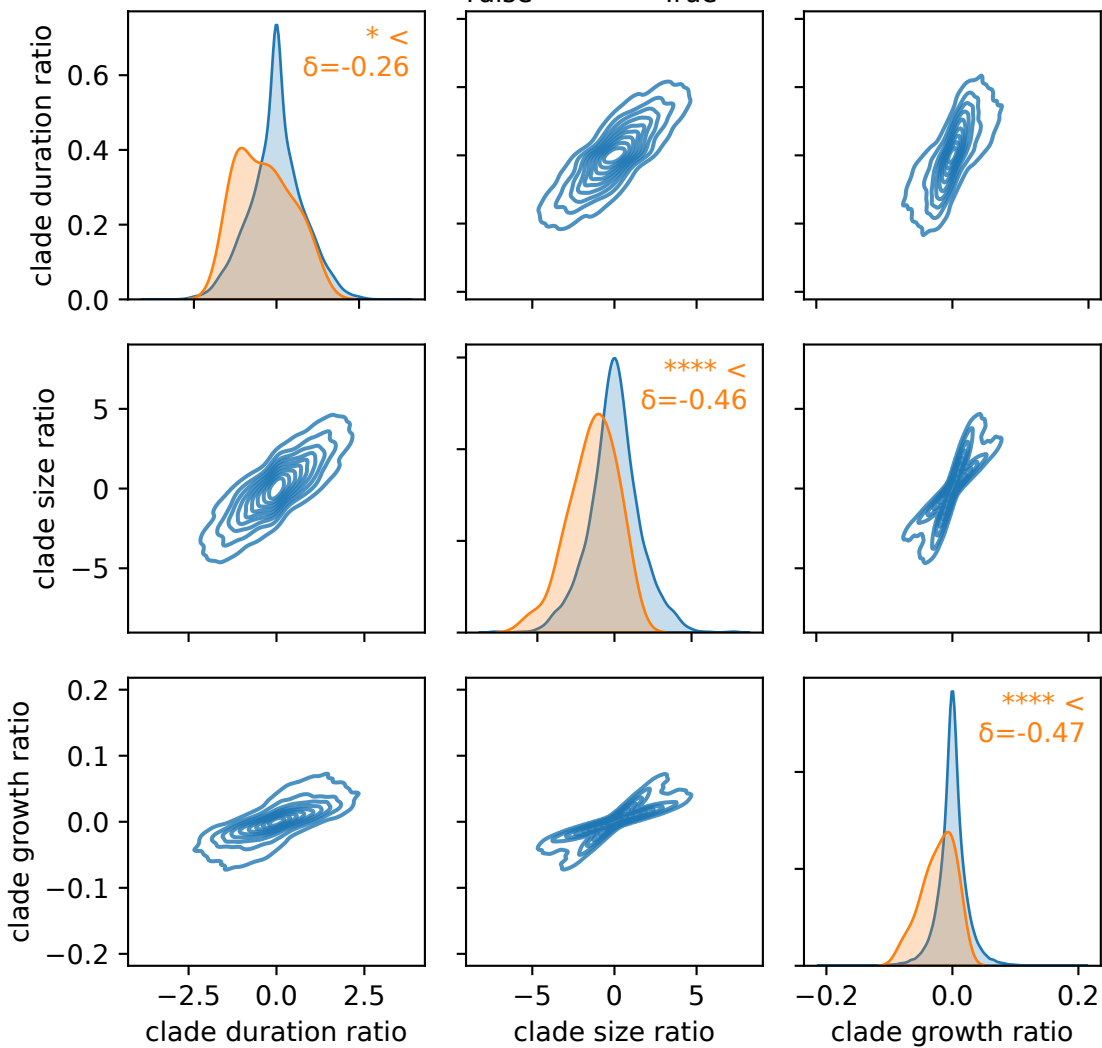 True
* <
δ=-0.26
clade duration ratio
0.6
0.4
0.2
0.0
**** <
δ=-0.46
clade size ratio
5
0
−5
**** <
δ=-0.47
clade growth ratio
0.2
0.1
0.0
−0.1
−0.2
−2.5 0.0 2.5
−5 0 5
−0.2 0.0 0.2
clade duration ratio
clade size ratio
clade growth ratio